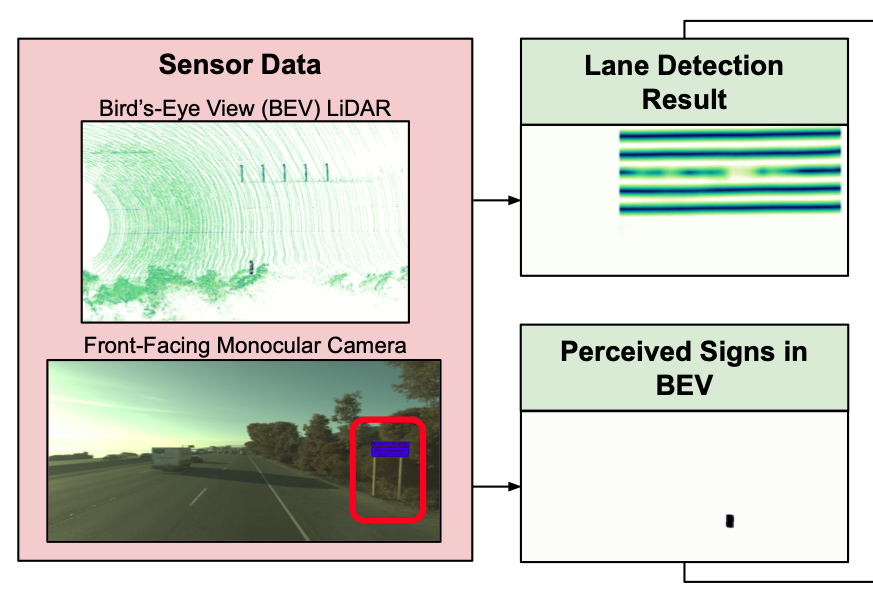 Sensor Data
Bird's-Eye View (BEV) LiDAR
Front-Facing Monocular Camera
Lane Detection
Result
Perceived Signs in
BEV